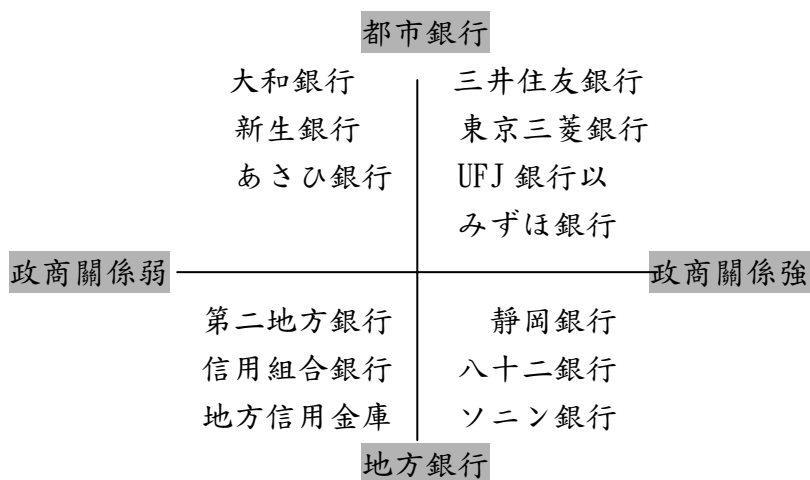 都市銀行
大和銀行 三井住友銀行
新生銀行 東京三菱銀行
あさひ銀行 UFJ 銀行以
みずほ銀行
政商關係弱 政商關係強
第二地方銀行 靜岡銀行
信用組合銀行 八十二銀行
地方信用金庫 ソニン銀行
地方銀行